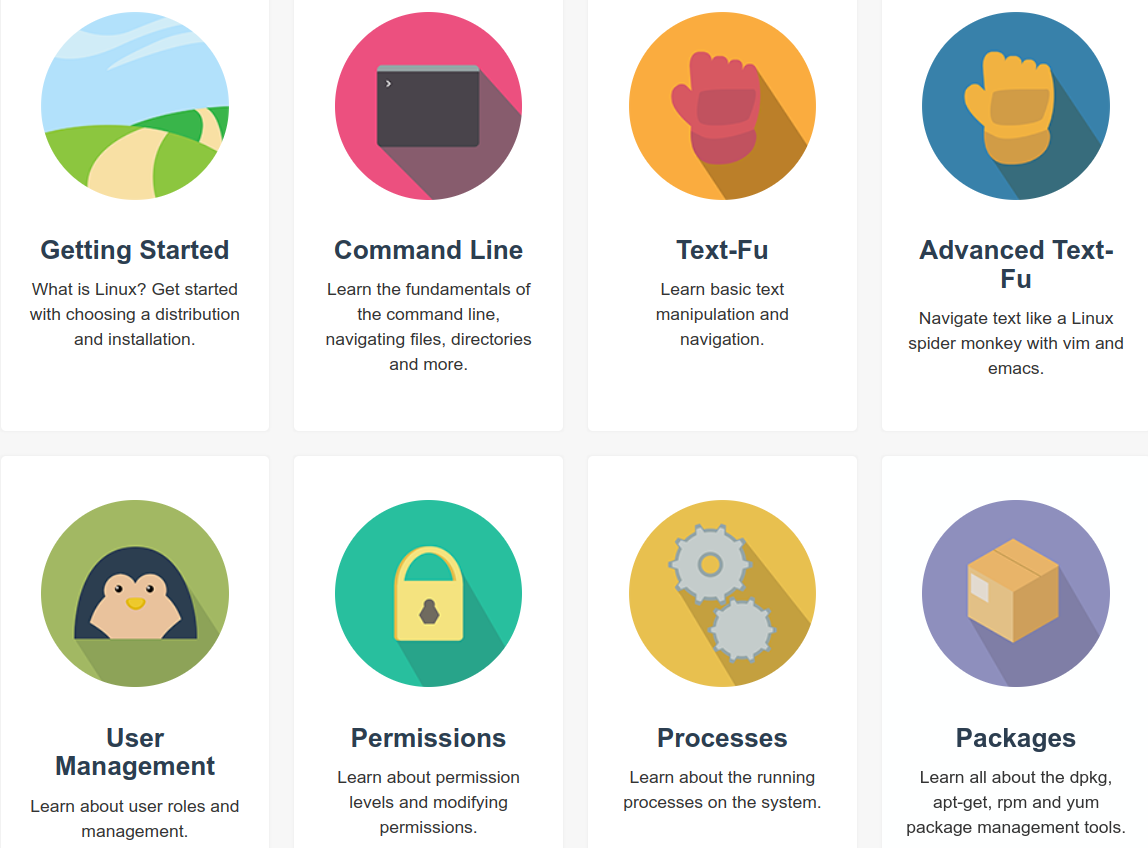 Getting Started
What is Linux? Get started
with choosing a distribution
and installation.
Command Line
Learn the fundamentals of
the command line,
navigating files, directories
and more.
Text-Fu
Learn basic text
manipulation and
navigation.
Advanced Text-
Fu
Navigate text like a Linux
spider monkey with vim and
emacs.
User
Management
Learn about user roles and
management.
Permissions
Learn about permission
levels and modifying
permissions.
Processes
Learn about the running
processes on the system.
Packages
Learn all about the dpkg,
apt-get, rpm and yum
package management tools.